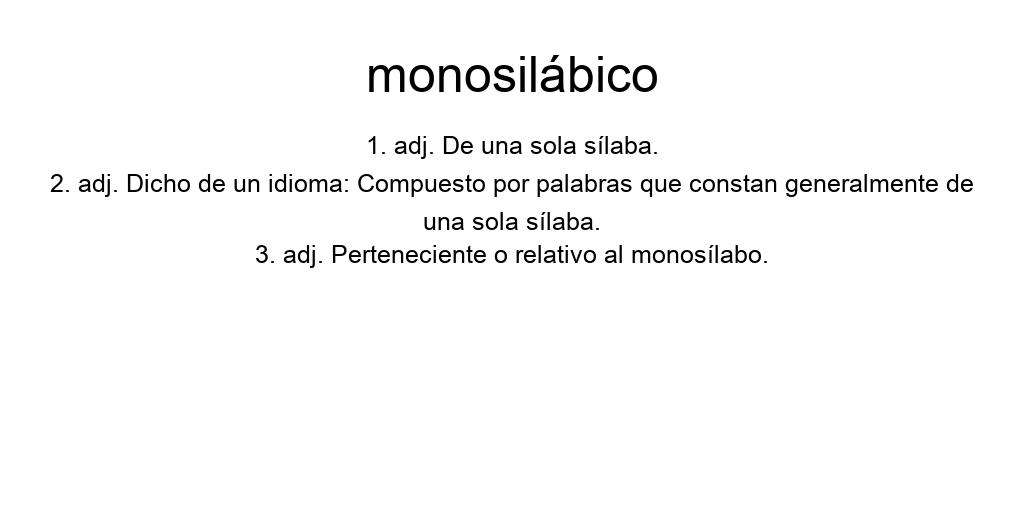 monosilábico
1. adj. De una sola sílaba.
2. adj. Dicho de un idioma: Compuesto por palabras que constan generalmente de
una sola sílaba.
3. adj. Perteneciente o relativo al monosílabo.